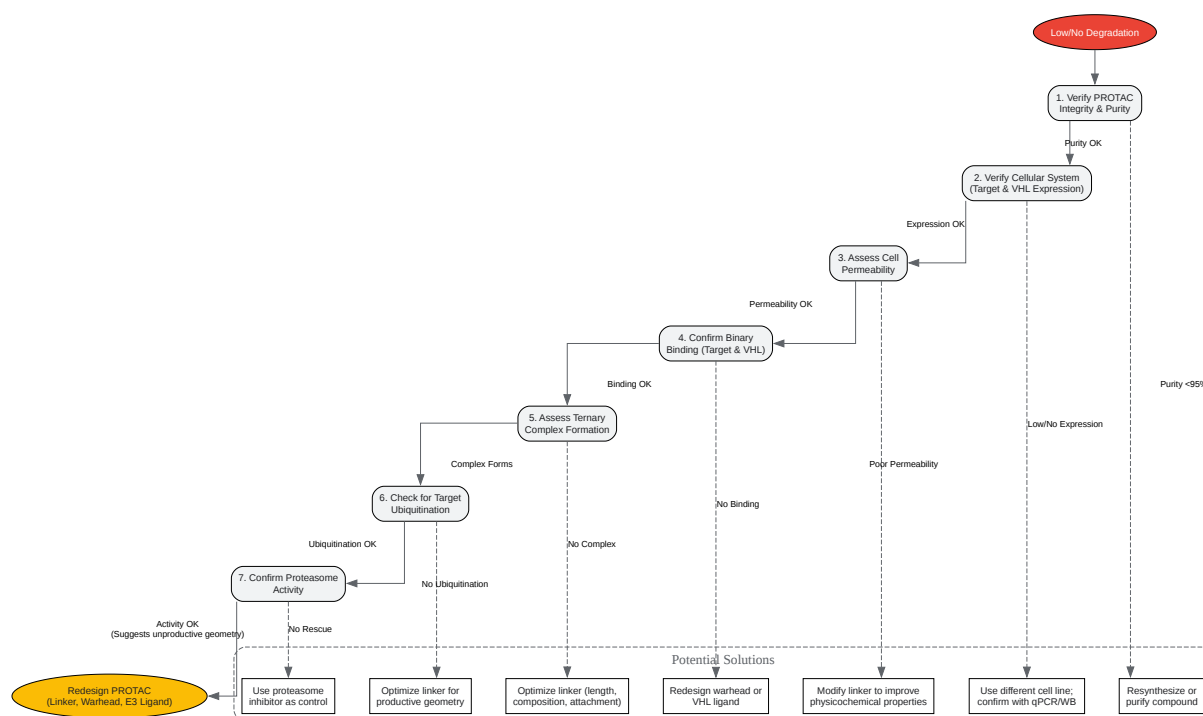 Low/No Degradation
1. Verify PROTAC
Integrity & Purity
Purity OK
2. Verify Cellular System
(Target & VHL Expression)
Expression OK
3. Assess Cell
Permeability
Permeability OK
4. Confirm Binary
Binding (Target & VHL)
Binding OK
Purity <95%
5. Assess Ternary
Complex Formation
Low/No Expression
Complex Forms
Poor Permeability
6. Check for Target
Ubiquitination
No Binding
Ubiquitination OK
No Complex
7. Confirm Proteasome
Activity
No Ubiquitination
Activity OK
(Suggests unproductive geometry)
No Rescue
Potential Solutions
Redesign PROTAC
(Linker, Warhead, E3 Ligand)
Use proteasome
inhibitor as control
Optimize linker for
productive geometry
Optimize linker (length,
composition, attachment)
Redesign warhead or
VHL ligand
Modify linker to improve
physicochemical properties
Use different cell line;
confirm with qPCR/WB
Resynthesize or
purify compound